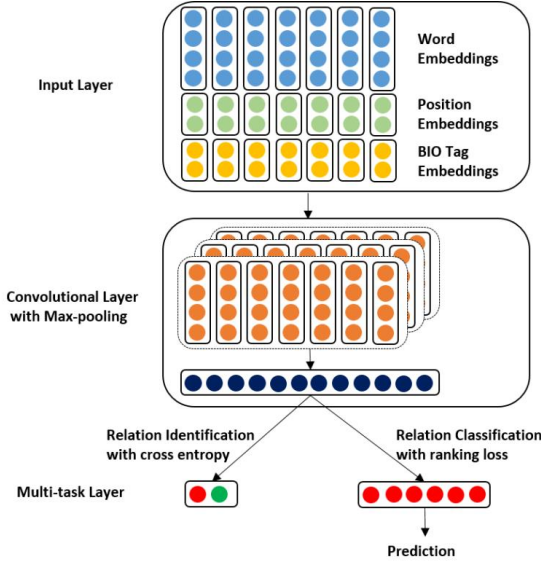 Word
Embeddings
Input Layer
Position
Embeddings
BIO Tag
Embeddings
Convolutional Layer
with Max-pooling
Relation Identification
with cross entropy
Relation Classification
with ranking loss
Multi-task Layer
Prediction